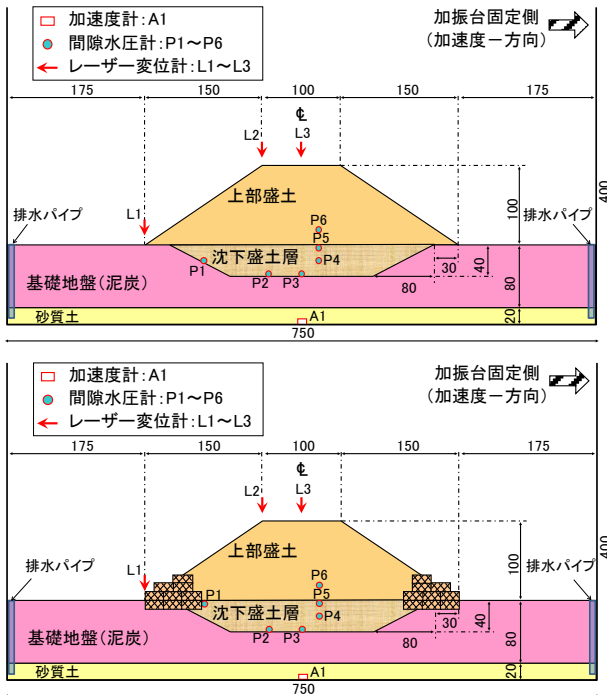 加速度計:A1
間隙水圧計:P1～P6
レーザー変位計:L1～L3
加振台固定側
(加速度－方向)
175
150
100
150
175
℄
L2
L3
L1
排水パイプ
排水パイプ
上部盛土
400
100
P6
P5
沈下盛土層
P1
P4
P2
P3
30
40
80
80
基礎地盤(泥炭)
砂質土
A1
20
750
加速度計:A1
間隙水圧計:P1～P6
レーザー変位計:L1～L3
加振台固定側
(加速度－方向)
175
150
100
150
175
℄
L2
L3
L1
排水パイプ
排水パイプ
上部盛土
400
100
P6
P5
P1
沈下盛土層
P4
P2
P3
30
40
80
80
基礎地盤(泥炭)
砂質土
A1
20
750